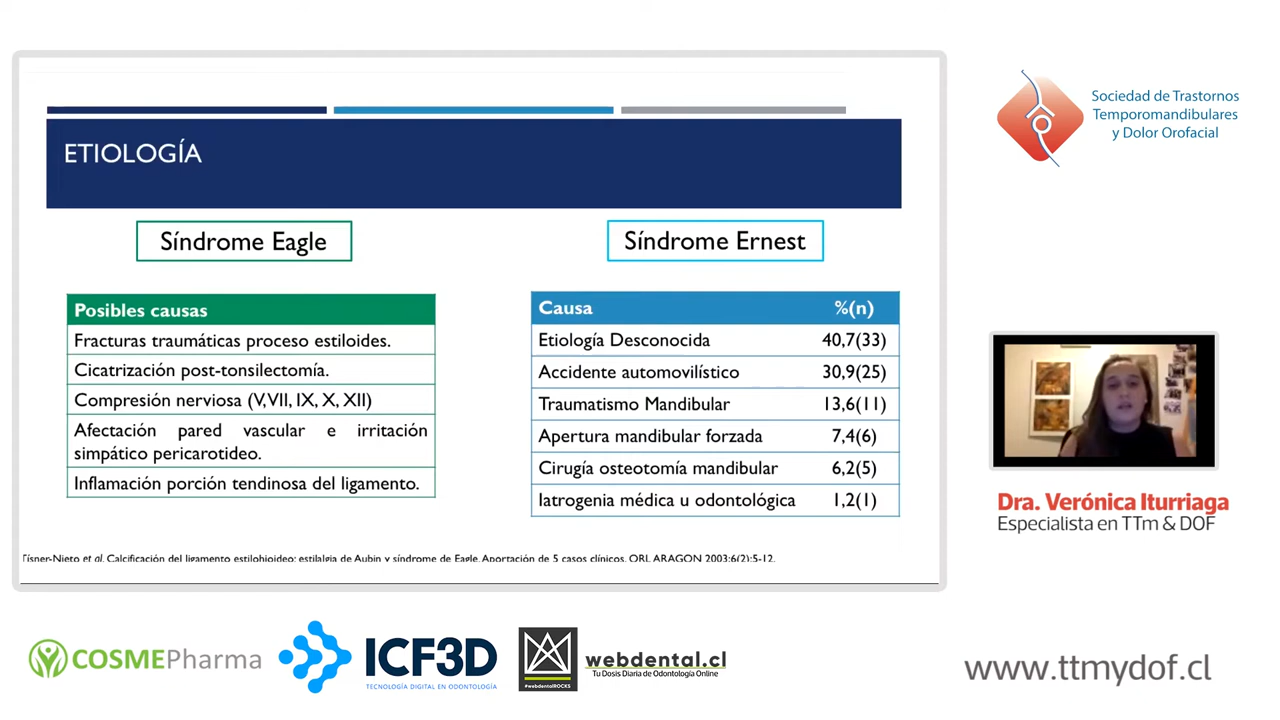 ETIOLOGÍA
Síndrome Eagle
Posibles causas
Fracturas traumáticas proceso estiloides.
Cicatrización post-tonsilectomía.
Compresión nerviosa (V,VII, IX, X, XII)
Afectación pared vascular e irritación
simpático pericarotideo.
Inflamación porción tendinosa del ligamento.
Síndrome Ernest
Causa %(n)
Etiología Desconocida 40,7(33)
Accidente automovilístico 30,9(25)
Traumatismo Mandibular 13,6(11)
Apertura mandibular forzada 7,4(6)
Cirugía osteotomía mandibular 6,2(5)
Iatrogenia médica u odontológica 1,2(1)
Tisner-Nieto et al. Calcificación del ligamento estilohioideo: estilalgia de Aubin y síndrome de Eagle. Aportación de 5 casos clínicos. ORL ARAGON 2003:6(2):5-12.
Sociedad de Trastornos
Temporomandibulares
y Dolor Orofacial
Dra. Verónica Iturriaga
Especialista en TTm & DOF
COSMEPharma
ICF3D
TECNOLOGÍA DIGITAL EN ODONTOLOGÍA
#webdentalROCKS
webdental.cl
Tu Dosis Diaria de Odontología Online
www.ttmydof.cl